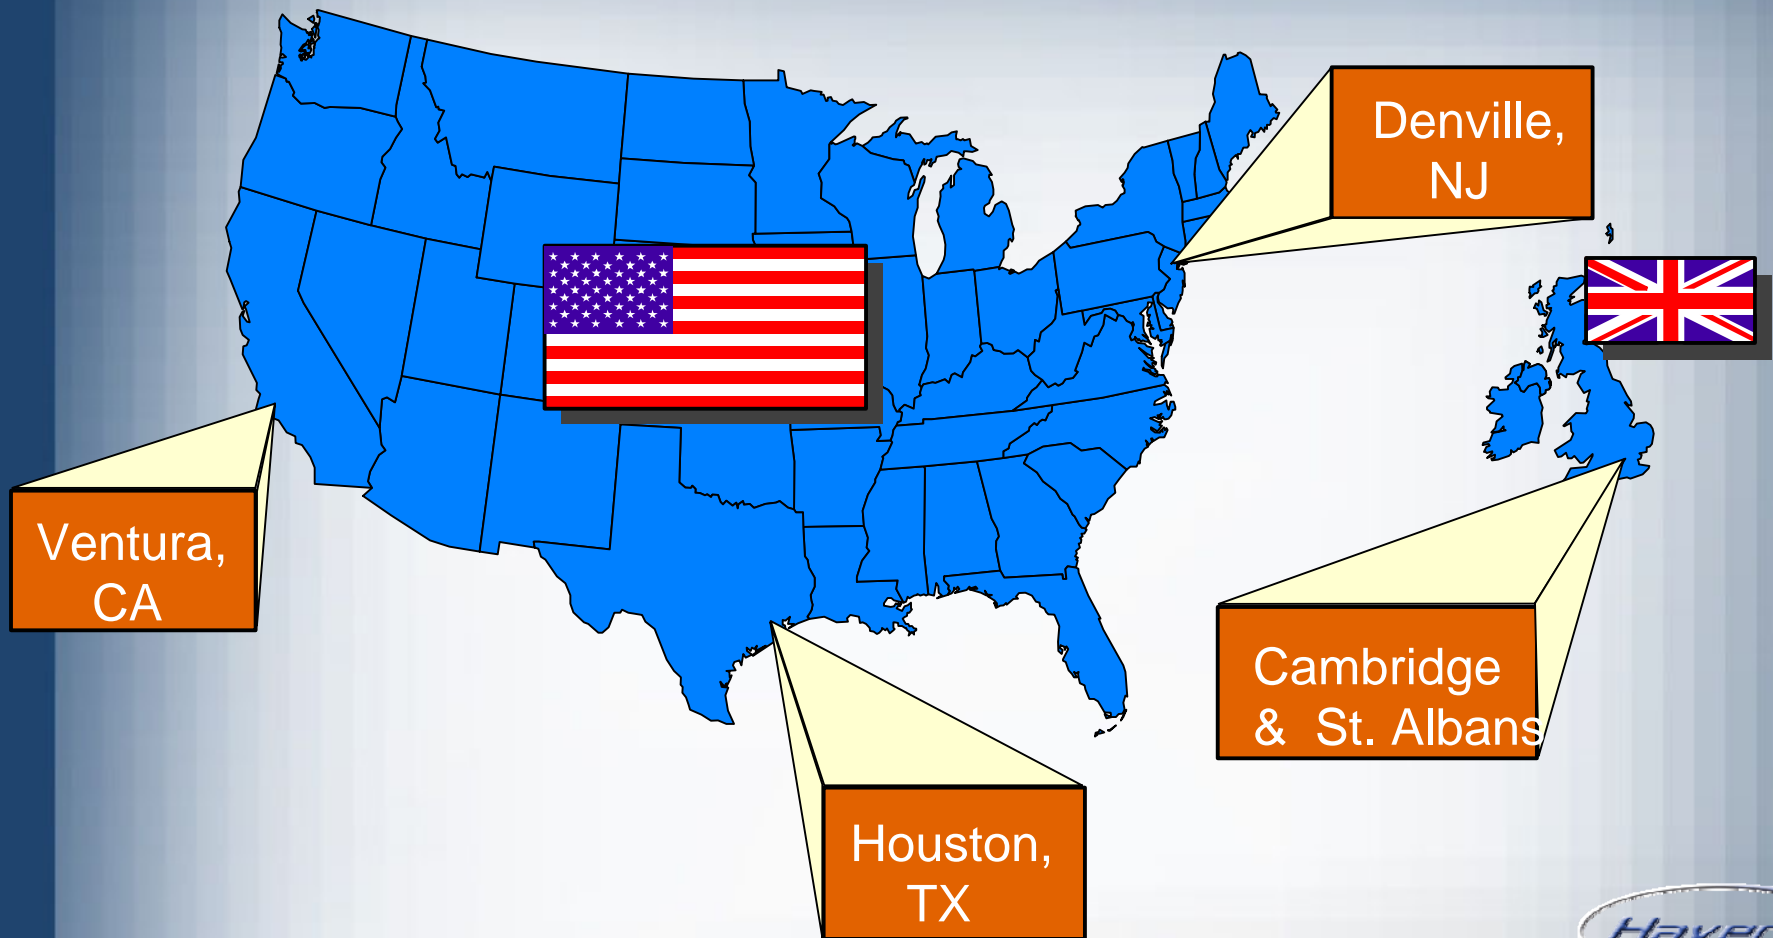 Denville,
NJ
Ventura,
CA
Cambridge
& St. Albans
Houston,
TX